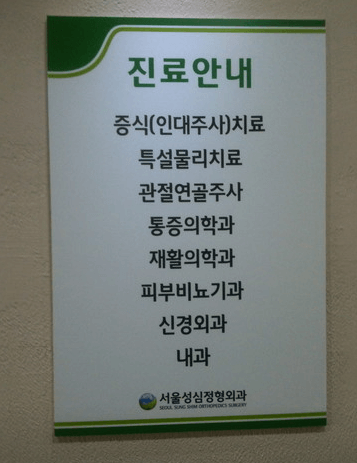 진료안내
증식(인대주사)치료
특설물리치료
관절연골주사
통증의학과
재활의학과
피부비뇨기과
신경외과
내과
서울성심정형외과
SEOUL SUNG SHIM ORTHOPEDICS SURGERY